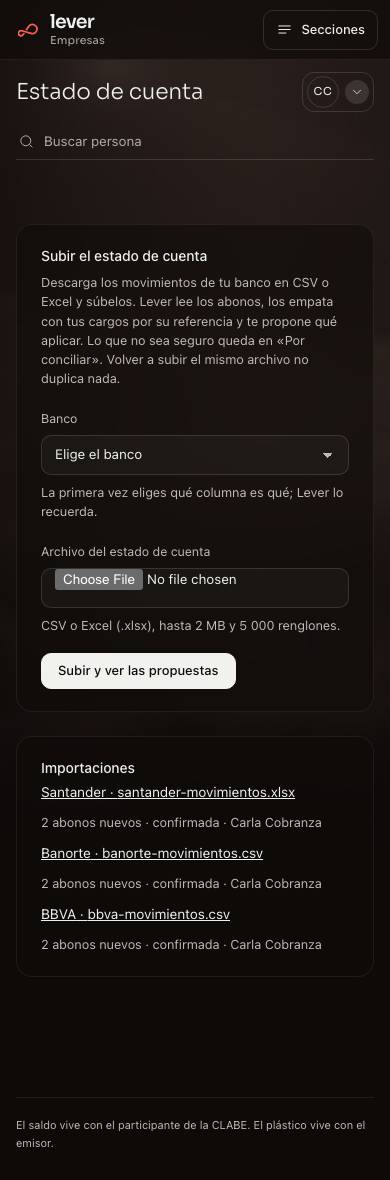 lever
Empresas
Secciones
Estado de cuenta
CC
Buscar persona
Subir el estado de cuenta
Descarga los movimientos de tu banco en CSV o
Excel y súbelos. Lever lee los abonos, los empata
con tus cargos por su referencia y te propone qué
aplicar. Lo que no sea seguro queda en «Por
conciliar». Volver a subir el mismo archivo no
duplica nada.
Banco
Elige el banco
La primera vez eliges qué columna es qué; Lever lo
recuerda.
Archivo del estado de cuenta
Choose File No file chosen
CSV o Excel (.xlsx), hasta 2 MB y 5 000 renglones.
Subir y ver las propuestas
Importaciones
Santander · santander-movimientos.xlsx
2 abonos nuevos · confirmada · Carla Cobranza
Banorte · banorte-movimientos.csv
2 abonos nuevos · confirmada · Carla Cobranza
BBVA · bbva-movimientos.csv
2 abonos nuevos · confirmada · Carla Cobranza
El saldo vive con el participante de la CLABE. El plástico vive con el
emisor.